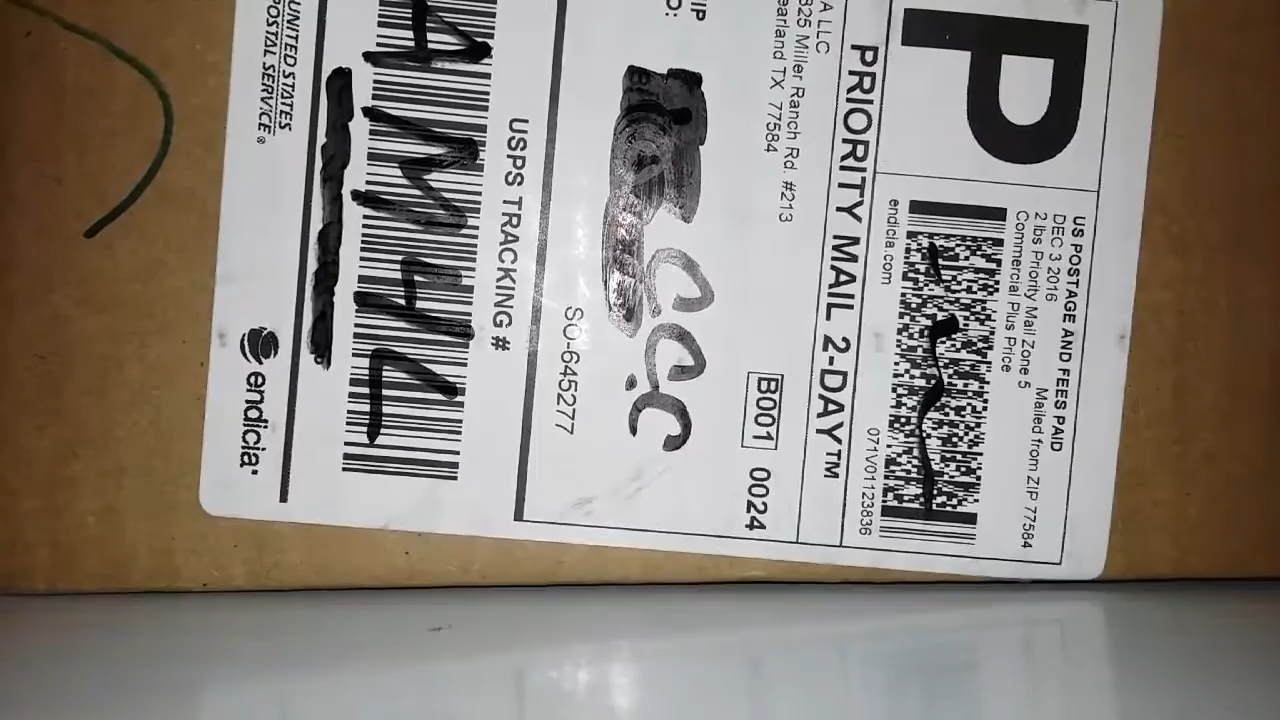 P
US POSTAGE AND FEES PAID
DEC 3 2016
Mailed from ZIP 77584
2 lbs Priority Mail Zone 5
Commercial Plus Price
071V01123836
endicia.com
PRIORITY MAIL 2-DAY™
A LLC
825 Miller Ranch Rd. #213
earland TX 77584
B001
0024
IP
O:
C.C.C
SO-645277
USPS TRACKING #
UNITED STATES
POSTAL SERVICE®
endicia